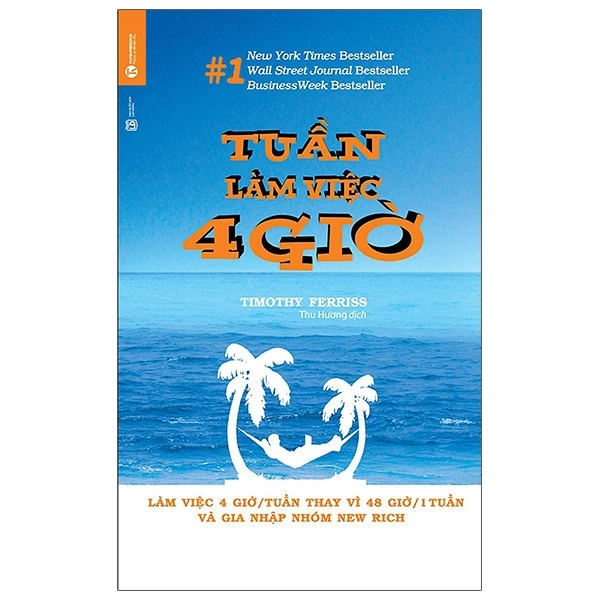 #1
New York Times Bestseller
Wall Street Journal Bestseller
BusinessWeek Bestseller
TUẦN
LÀM VIỆC
4 GIỜ
TIMOTHY FERRISS
Thu Hương dịch
LÀM VIỆC 4 GIỜ/TUẦN THAY VÌ 48 GIỜ/1 TUẦN
VÀ GIA NHẬP NHÓM NEW RICH